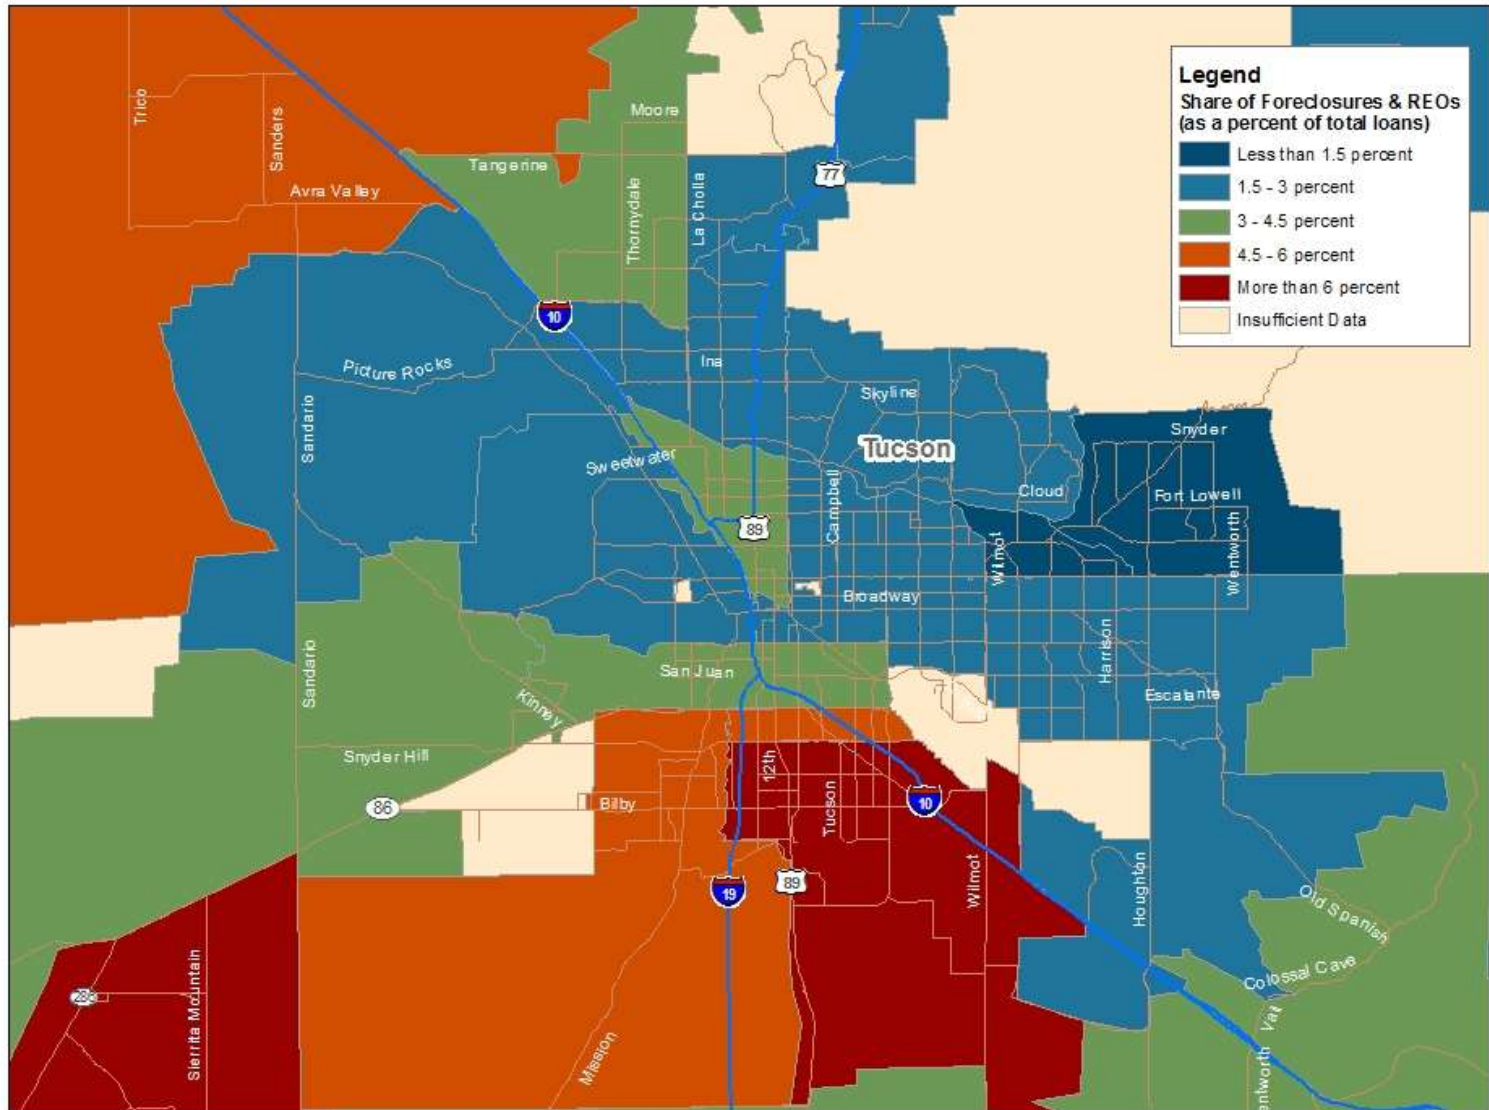 Legend
Share of Foreclosures & REOs
(as a percent of total loans)
Less than 1.5 percent
1.5 - 3 percent
3 - 4.5 percent
4.5 - 6 percent
More than 6 percent
Insufficient Data
Trico
Sanders
Moore
Tangerine
Avra Valley
Thornydale
La Cholla
77
10
Picture Rocks
Ina
Skyline
Sandario
Snyder
Tucson
Sweetwater
Campbell
Cloud
Fort Lowell
89
Wilmot
Wentworth
Broadway
Sandario
San Juan
Harrison
Kinney
Escalante
Snyder Hill
12th
86
Bilby
Tucson
10
19
89
Wilmot
Houghton
Old Spanish
Colossal Cave
Sierrita Mountain
286
Mission
Vail
entworth